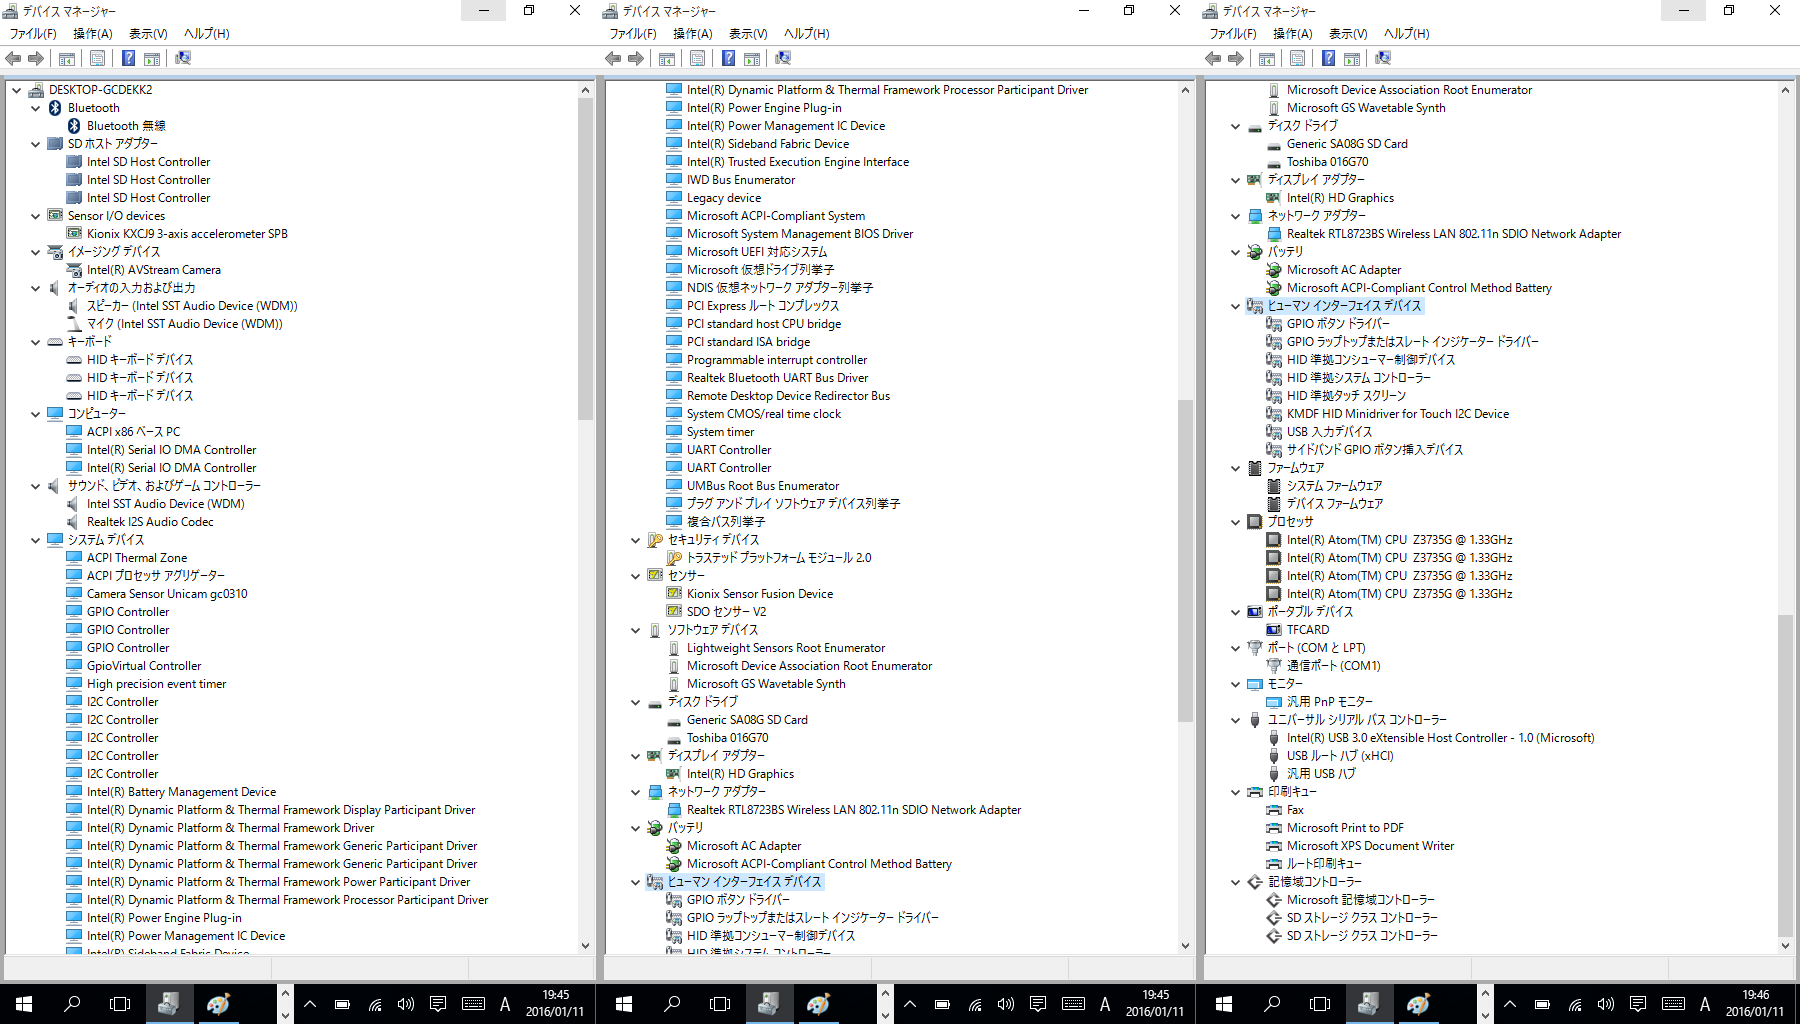 デバイス マネージャー
ファイル(F) 操作(A) 表示(V) ヘルプ(H)
DESKTOP-GCDEKK2
Bluetooth
Bluetooth 無線
SD ホスト アダプター
Intel SD Host Controller
Intel SD Host Controller
Intel SD Host Controller
Sensor I/O devices
Kionix KXCJ9 3-axis accelerometer SPB
イメージング デバイス
Intel(R) AVStream Camera
オーディオの入力および出力
スピーカー (Intel SST Audio Device (WDM))
マイク (Intel SST Audio Device (WDM))
キーボード
HID キーボード デバイス
HID キーボード デバイス
HID キーボード デバイス
コンピューター
ACPI x86 ベース PC
Intel(R) Serial IO DMA Controller
Intel(R) Serial IO DMA Controller
サウンド、ビデオ、およびゲーム コントローラー
Intel SST Audio Device (WDM)
Realtek I2S Audio Codec
システム デバイス
ACPI Thermal Zone
ACPI プロセッサ アグリゲーター
Camera Sensor Unicam gc0310
GPIO Controller
GPIO Controller
GPIO Controller
GpioVirtual Controller
High precision event timer
I2C Controller
I2C Controller
I2C Controller
I2C Controller
I2C Controller
Intel(R) Battery Management Device
Intel(R) Dynamic Platform & Thermal Framework Display Participant Driver
Intel(R) Dynamic Platform & Thermal Framework Driver
Intel(R) Dynamic Platform & Thermal Framework Generic Participant Driver
Intel(R) Dynamic Platform & Thermal Framework Generic Participant Driver
Intel(R) Dynamic Platform & Thermal Framework Power Participant Driver
Intel(R) Dynamic Platform & Thermal Framework Processor Participant Driver
Intel(R) Power Engine Plug-in
Intel(R) Power Management IC Device
Intel(R) Sideband Fabric Device
A
19:45
2016/01/11
デバイス マネージャー
ファイル(F) 操作(A) 表示(V) ヘルプ(H)
Intel(R) Dynamic Platform & Thermal Framework Processor Participant Driver
Intel(R) Power Engine Plug-in
Intel(R) Power Management IC Device
Intel(R) Sideband Fabric Device
Intel(R) Trusted Execution Engine Interface
IWD Bus Enumerator
Legacy device
Microsoft ACPI-Compliant System
Microsoft System Management BIOS Driver
Microsoft UEFI 対応システム
Microsoft 仮想ドライブ列挙子
NDIS 仮想ネットワーク アダプター列挙子
PCI Express ルート コンプレックス
PCI standard host CPU bridge
PCI standard ISA bridge
Programmable interrupt controller
Realtek Bluetooth UART Bus Driver
Remote Desktop Device Redirector Bus
System CMOS/real time clock
System timer
UART Controller
UART Controller
UMBus Root Bus Enumerator
プラグ アンド プレイ ソフトウェア デバイス列挙子
複合バス列挙子
セキュリティ デバイス
トラステッド プラットフォーム モジュール 2.0
センサー
Kionix Sensor Fusion Device
SDO センサー V2
ソフトウェア デバイス
Lightweight Sensors Root Enumerator
Microsoft Device Association Root Enumerator
Microsoft GS Wavetable Synth
ディスク ドライブ
Generic SA08G SD Card
Toshiba 016G70
ディスプレイ アダプター
Intel(R) HD Graphics
ネットワーク アダプター
Realtek RTL8723BS Wireless LAN 802.11n SDIO Network Adapter
バッテリ
Microsoft AC Adapter
Microsoft ACPI-Compliant Control Method Battery
ヒューマン インターフェイス デバイス
GPIO ボタン ドライバー
GPIO ラップトップまたはスレート インジケーター ドライバー
HID 準拠コンシューマー制御デバイス
HID 準拠システム コントローラー
A
19:45
2016/01/11
デバイス マネージャー
ファイル(F) 操作(A) 表示(V) ヘルプ(H)
Microsoft Device Association Root Enumerator
Microsoft GS Wavetable Synth
ディスク ドライブ
Generic SA08G SD Card
Toshiba 016G70
ディスプレイ アダプター
Intel(R) HD Graphics
ネットワーク アダプター
Realtek RTL8723BS Wireless LAN 802.11n SDIO Network Adapter
バッテリ
Microsoft AC Adapter
Microsoft ACPI-Compliant Control Method Battery
ヒューマン インターフェイス デバイス
GPIO ボタン ドライバー
GPIO ラップトップまたはスレート インジケーター ドライバー
HID 準拠コンシューマー制御デバイス
HID 準拠システム コントローラー
HID 準拠タッチ スクリーン
KMDF HID Minidriver for Touch I2C Device
USB 入力デバイス
サイドバンド GPIO ボタン挿入デバイス
ファームウェア
システム ファームウェア
デバイス ファームウェア
プロセッサ
Intel(R) Atom(TM) CPU Z3735G @ 1.33GHz
Intel(R) Atom(TM) CPU Z3735G @ 1.33GHz
Intel(R) Atom(TM) CPU Z3735G @ 1.33GHz
Intel(R) Atom(TM) CPU Z3735G @ 1.33GHz
ポータブル デバイス
TFCARD
ポート (COM と LPT)
通信ポート (COM1)
モニター
汎用 PnP モニター
ユニバーサル シリアル バス コントローラー
Intel(R) USB 3.0 eXtensible Host Controller - 1.0 (Microsoft)
USB ルート ハブ (xHCI)
汎用 USB ハブ
印刷キュー
Fax
Microsoft Print to PDF
Microsoft XPS Document Writer
ルート印刷キュー
記憶域コントローラー
Microsoft 記憶域コントローラー
SD ストレージ クラス コントローラー
SD ストレージ クラス コントローラー
A
19:46
2016/01/11